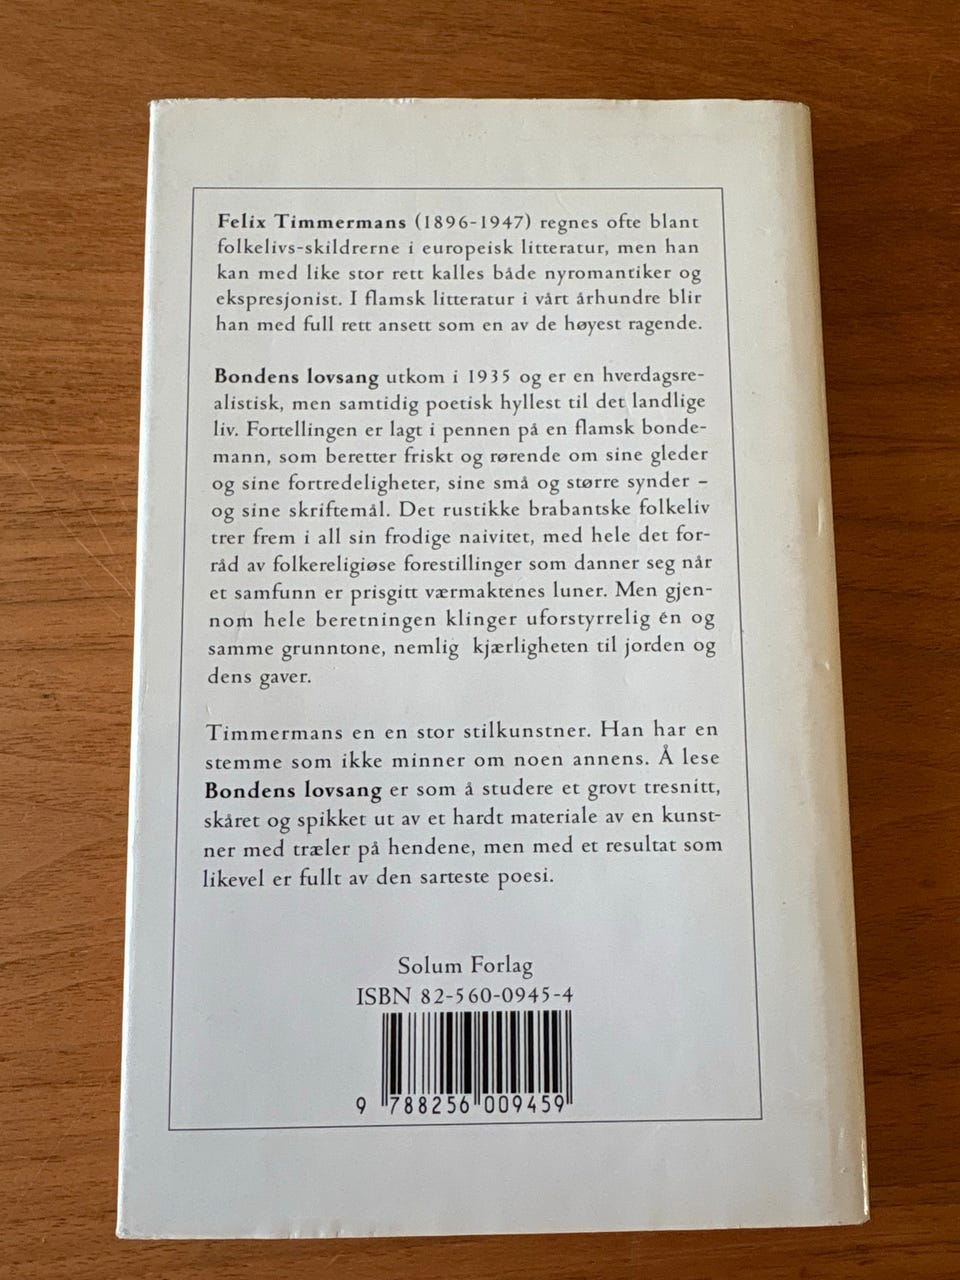 Felix Timmermans (1896-1947) regnes ofte blant
folkelivs-skildrerne i europeisk litteratur, men han
kan med like stor rett kalles både nyromantiker og
ekspresjonist. I flamsk litteratur i vårt århundre blir
han med full rett ansett som en av de høyest ragende.
Bondens lovsang utkom i 1935 og er en hverdagsre-
alistisk, men samtidig poetisk hyllest til det landlige
liv. Fortellingen er lagt i pennen på en flamsk bonde-
mann, som beretter friskt og rørende om sine gleder
og sine fortredeligheter, sine små og større synder –
og sine skriftemål. Det rustikke brabantske folkeliv
trer frem i all sin frodige naivitet, med hele det for-
råd av folkereligiøse forestillinger som danner seg når
et samfunn er prisgitt værmaktenes luner. Men gjen-
nom hele beretningen klinger uforstyrrelig én og
samme grunntone, nemlig kjærligheten til jorden og
dens gaver.
Timmermans en en stor stilkunstner. Han har en
stemme som ikke minner om noen annens. Å lese
Bondens lovsang er som å studere et grovt tresnitt,
skåret og spikket ut av et hardt materiale av en kunst-
ner med træler på hendene, men med et resultat som
likevel er fullt av den sarteste poesi.
Solum Forlag
ISBN 82-560-0945-4
9 788256 009459